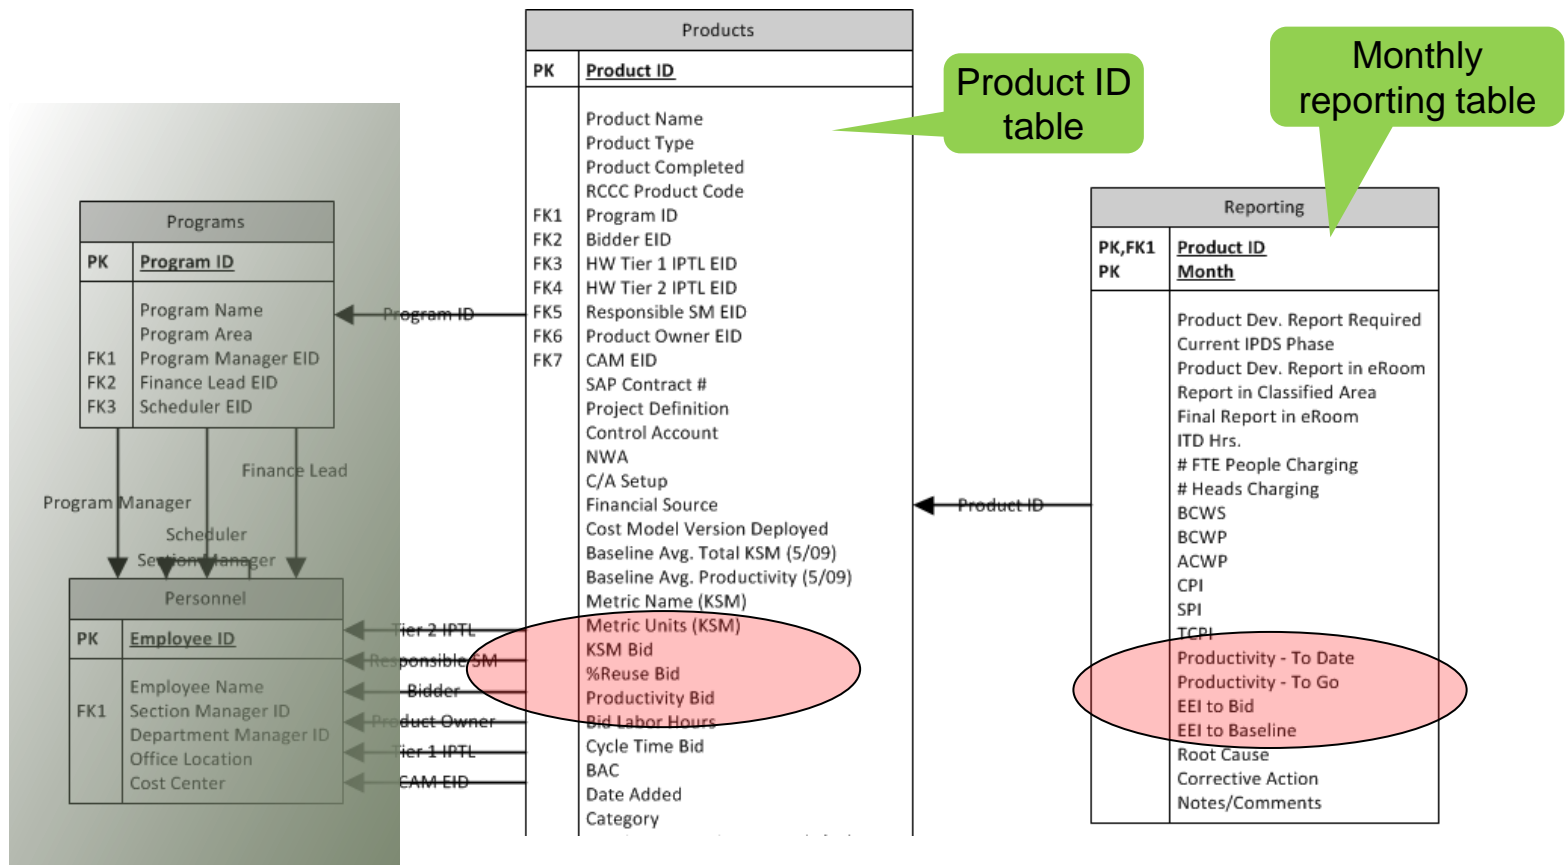 Products
PK Product ID
Product Name
Product Type
Product Completed
RCCC Product Code
FK1 Program ID
FK2 Bidder EID
FK3 HW Tier 1 IPTL EID
FK4 HW Tier 2 IPTL EID
FK5 Responsible SM EID
FK6 Product Owner EID
FK7 CAM EID
SAP Contract #
Project Definition
Control Account
NWA
C/A Setup
Financial Source
Cost Model Version Deployed
Baseline Avg. Total KSM (5/09)
Baseline Avg. Productivity (5/09)
Metric Name (KSM)
Metric Units (KSM)
KSM Bid
%Reuse Bid
Productivity Bid
Bid Labor Hours
Cycle Time Bid
BAC
Date Added
Category
Product ID
table
Monthly
reporting table
Programs
PK Program ID
Program Name
Program Area
FK1 Program Manager EID
FK2 Finance Lead EID
FK3 Scheduler EID
Program ID
Finance Lead
Program Manager
Scheduler
Section Manager
Personnel
PK Employee ID
Employee Name
FK1 Section Manager ID
Department Manager ID
Office Location
Cost Center
Tier 2 IPTL
Responsible SM
Bidder
Product Owner
Tier 1 IPTL
CAM EID
Product ID
Reporting
PK,FK1 Product ID
PK Month
Product Dev. Report Required
Current IPDS Phase
Product Dev. Report in eRoom
Report in Classified Area
Final Report in eRoom
ITD Hrs.
# FTE People Charging
# Heads Charging
BCWS
BCWP
ACWP
CPI
SPI
TCPI
Productivity - To Date
Productivity - To Go
EEI to Bid
EEI to Baseline
Root Cause
Corrective Action
Notes/Comments